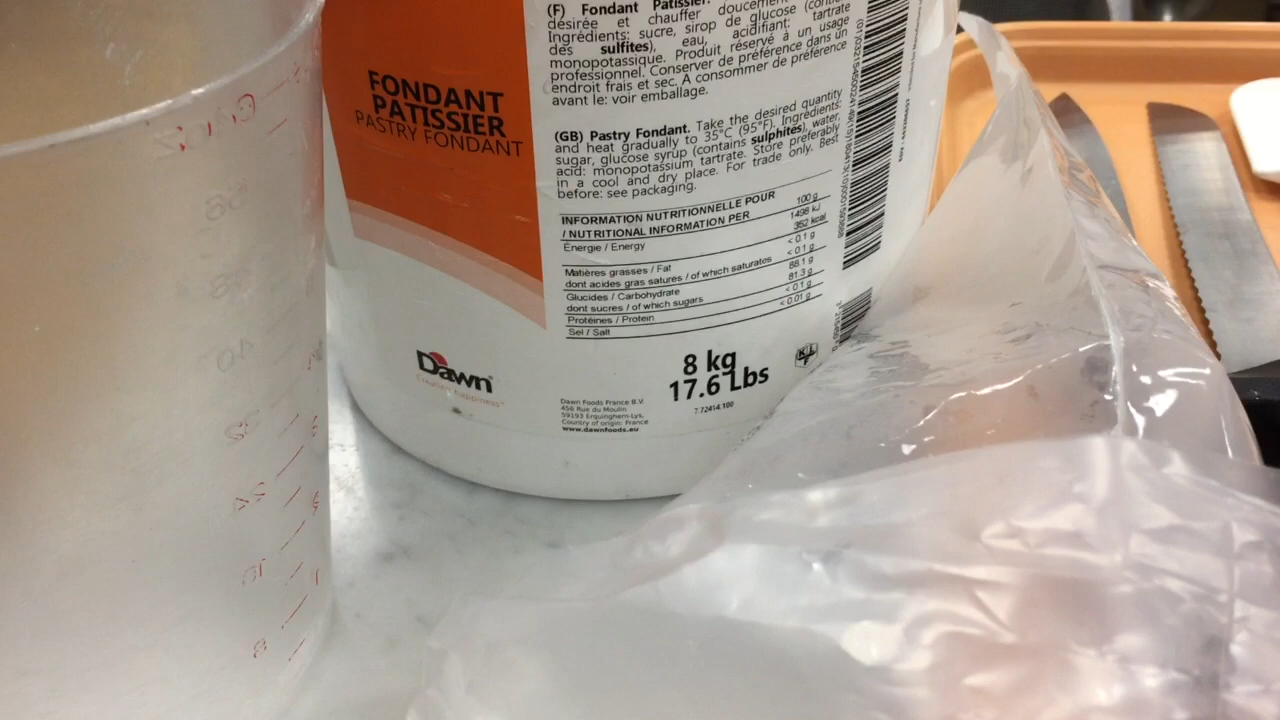 FONDANT
PATISSIER
PASTRY FONDANT
(F) Fondant Patissier.
désirée et chauffer doucement
Ingrédients: sucre, sirop de glucose
des sulfites), eau, acidifiant: tartrate
monopotassique. Produit réservé à un usage
professionnel. Conserver de préférence dans un
endroit frais et sec. A consommer de préférence
avant le: voir emballage.
(GB) Pastry Fondant. Take the desired quantity
and heat gradually to 35°C (95°F). Ingredients:
sugar, glucose syrup (contains sulphites), water,
acid: monopotassium tartrate. Store preferably
in a cool and dry place. For trade only. Best
before: see packaging.
INFORMATION NUTRITIONNELLE POUR 100 g
/ NUTRITIONAL INFORMATION PER
Énergie / Energy 1498 kJ
352 kcal
Matières grasses / Fat <0.1 g
dont acides gras saturés / of which saturates <0.1 g
Glucides / Carbohydrate 88.1 g
dont sucres / of which sugars 81.3 g
Protéines / Protein <0.1 g
Sel / Salt <0.01 g
8 kg
17.6 Lbs
Dawn
Dawn Foods France B.V.
456 Rue du Moulin
59193 Erquinghem-Lys,
Country of origin: France
www.dawnfoods.eu
7.72414.100
K L
F